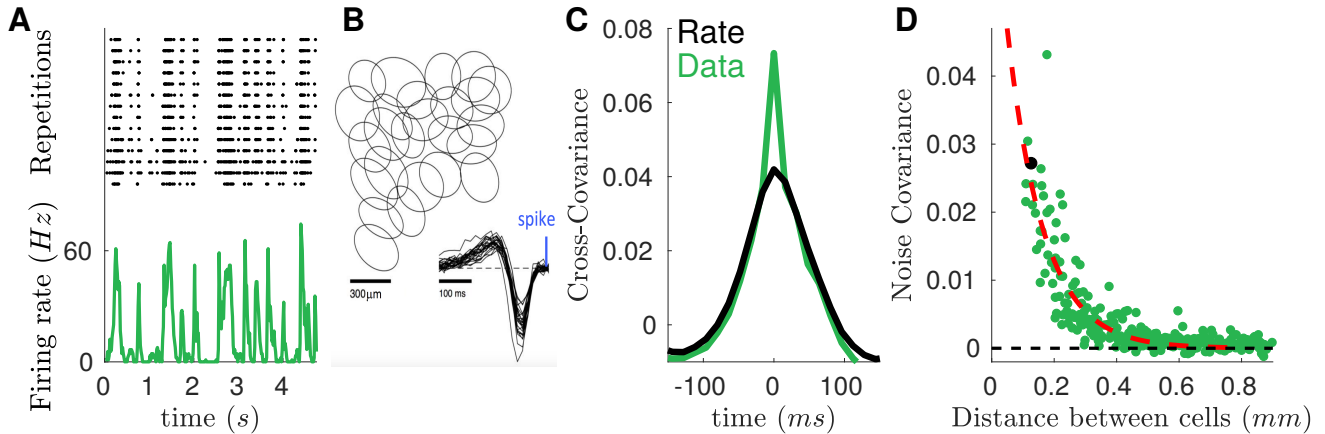 A
Repetitions
Firing rate (Hz)
60
0
0 1 2 3 4
time (s)
B
spike
300μm
100 ms
C
Rate
Data
Cross-Covariance
0.08
0.06
0.04
0.02
0
-100 0 100
time (ms)
D
Noise Covariance
0.04
0.03
0.02
0.01
0
0 0.2 0.4 0.6 0.8
Distance between cells (mm)